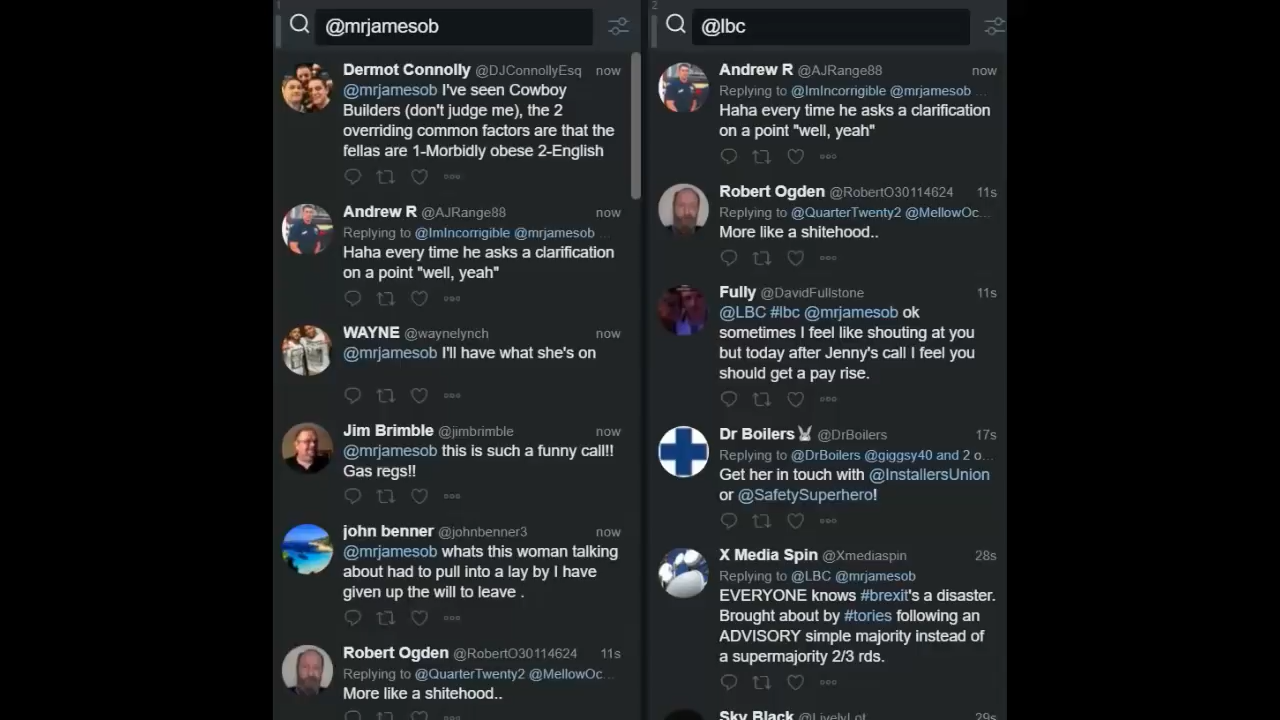 1
@mrjamesob
Dermot Connolly @DJConnollyEsq now
@mrjamesob I've seen Cowboy
Builders (don't judge me), the 2
overriding common factors are that the
fellas are 1-Morbidly obese 2-English
Andrew R @AJRange88 now
Replying to @ImIncorrigible @mrjamesob ...
Haha every time he asks a clarification
on a point "well, yeah"
WAYNE @waynelynch now
@mrjamesob I'll have what she's on
Jim Brimble @jimbrimble now
@mrjamesob this is such a funny call!!
Gas regs!!
john benner @johnbenner3 now
@mrjamesob whats this woman talking
about had to pull into a lay by I have
given up the will to leave .
Robert Ogden @RobertO30114624 11s
Replying to @QuarterTwenty2 @MellowOc...
More like a shitehood..
2
@lbc
Andrew R @AJRange88 now
Replying to @ImIncorrigible @mrjamesob ...
Haha every time he asks a clarification
on a point "well, yeah"
Robert Ogden @RobertO30114624 11s
Replying to @QuarterTwenty2 @MellowOc...
More like a shitehood..
Fully @DavidFullstone 11s
@LBC #lbc @mrjamesob ok
sometimes I feel like shouting at you
but today after Jenny's call I feel you
should get a pay rise.
Dr Boilers🐰 @DrBoilers 17s
Replying to @DrBoilers @giggsy40 and 2 o...
Get her in touch with @InstallersUnion
or @SafetySuperhero!
X Media Spin @Xmediaspin 28s
Replying to @LBC @mrjamesob
EVERYONE knows #brexit's a disaster.
Brought about by #tories following an
ADVISORY simple majority instead of
a supermajority 2/3 rds.
Sky Black @LivelyLot 29s